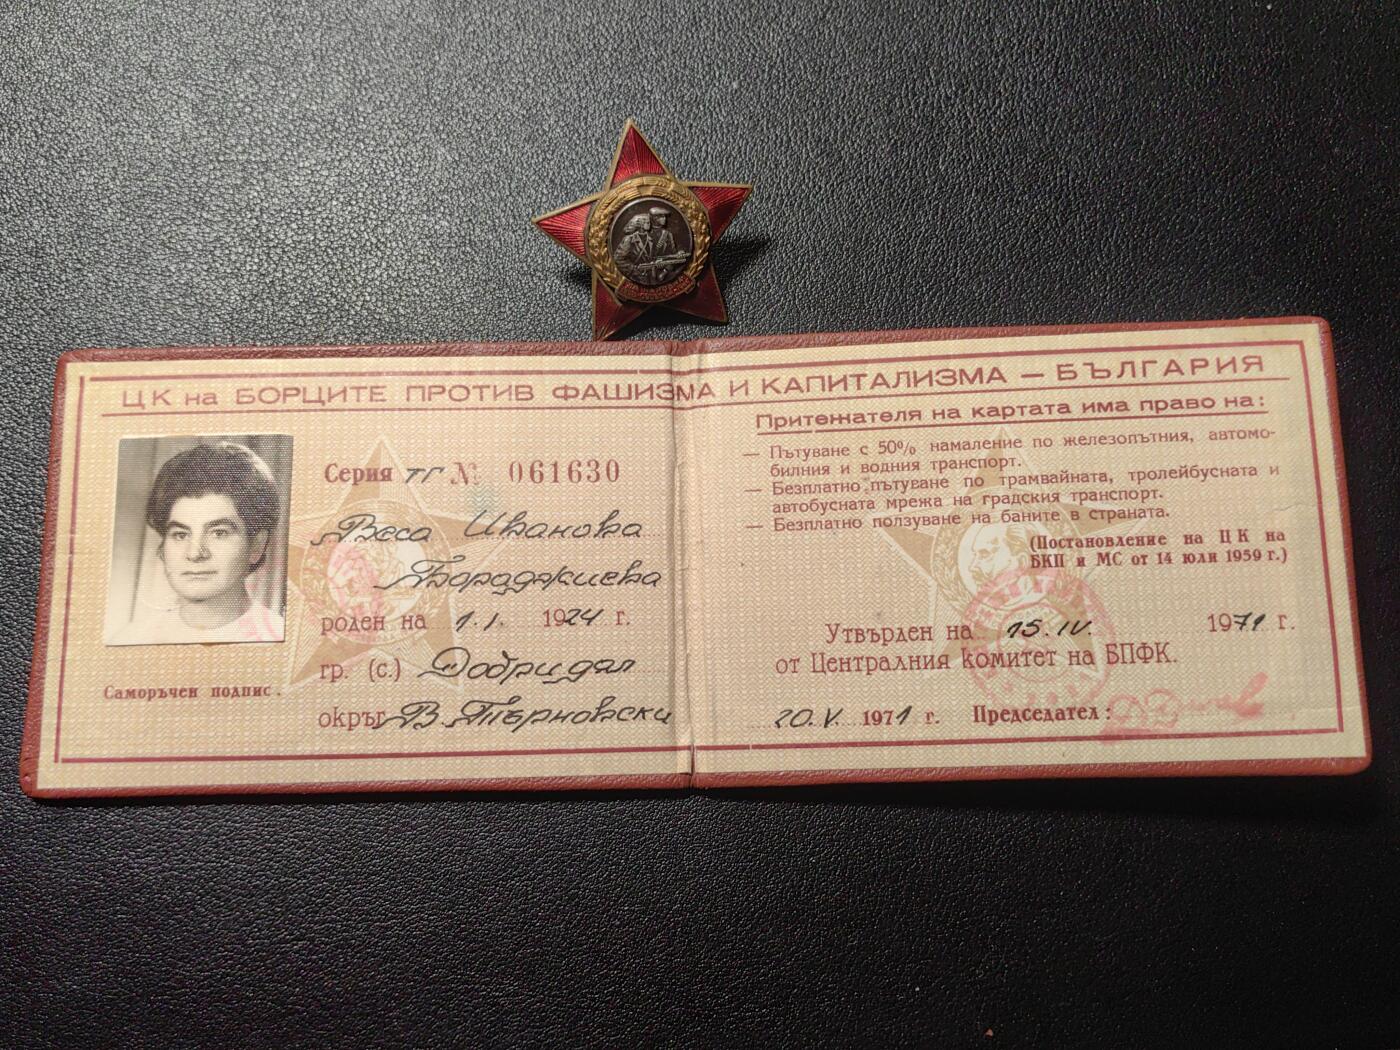 ЦК на БОРЦИТЕ ПРОТИВ ФАШИЗМА И КАПИТАЛИЗМА — БЪЛГАРИЯ
Серия ТГ № 061630
Веса Иванова
Бораджиева
роден на 1.I. 1924 г.
гр. (с.) Добри дял
окръг В. Търновски
Саморъчен подпис.
Притежателя на картата има право на:
— Пътуване с 50% намаление по железопътния, автомо-
билния и водния транспорт.
— Безплатно пътуване по трамвайната, тролейбусната и
автобусната мрежа на градския транспорт.
— Безплатно ползуване на баните в страната.
(Постановление на ЦК на
БКП и МС от 14 юли 1959 г.)
Утвърден на 15.IV. 1971 г.
от Централния комитет на БПФК.
20.V. 1971 г. Председател: